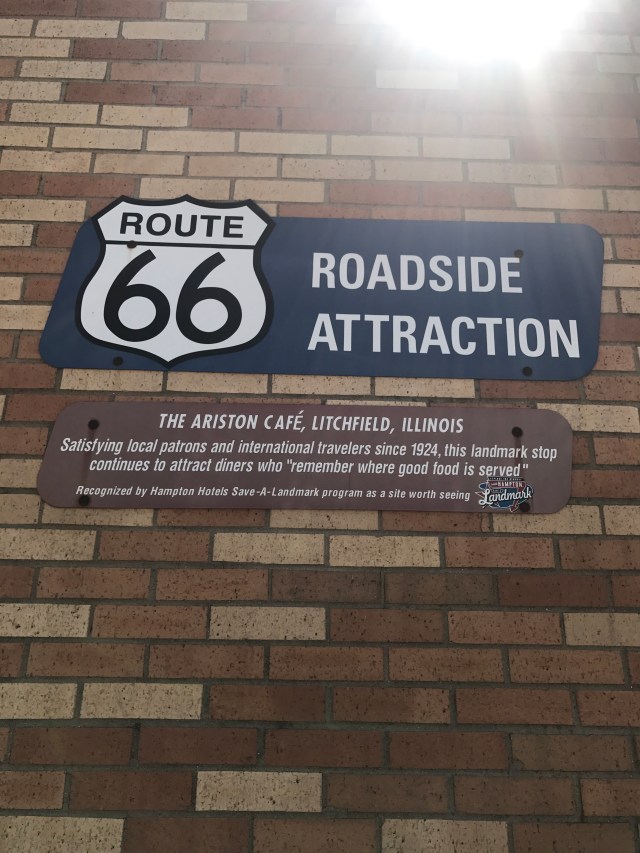 ROUTE
66
ROADSIDE
ATTRACTION
THE ARISTON CAFÉ, LITCHFIELD, ILLINOIS
Satisfying local patrons and international travelers since 1924, this landmark stop
continues to attract diners who "remember where good food is served"
Recognized by Hampton Hotels Save-A-Landmark program as a site worth seeing
HAMPTON
Landmark